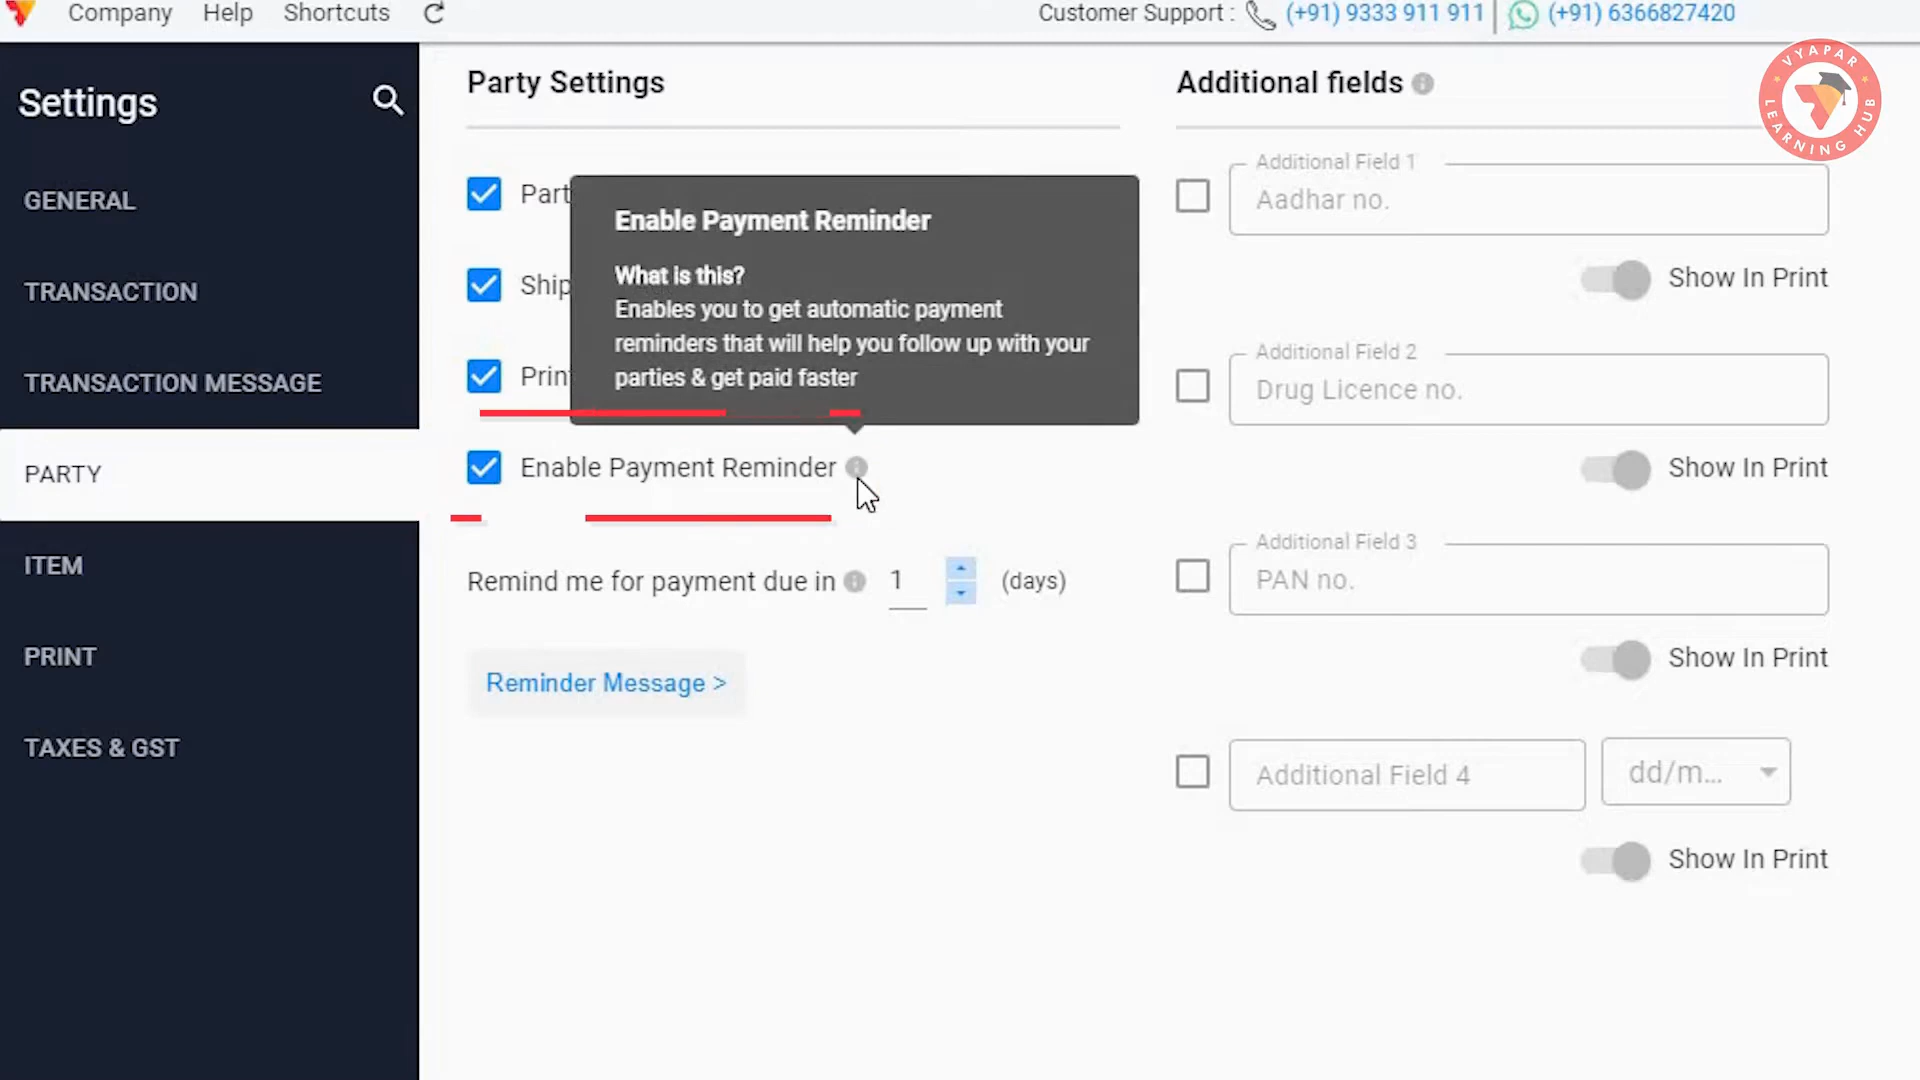 Company Help Shortcuts
Customer Support : (+91) 9333 911 911 (+91) 6366827420
VYAPAR LEARNING HUB
Settings
GENERAL
TRANSACTION
TRANSACTION MESSAGE
PARTY
ITEM
PRINT
TAXES & GST
Party Settings
Part
Ship
Prin
Enable Payment Reminder
What is this?
Enables you to get automatic payment
reminders that will help you follow up with your
parties & get paid faster
Enable Payment Reminder
Remind me for payment due in 1 (days)
Reminder Message >
Additional fields
Additional Field 1
Aadhar no.
Show In Print
Additional Field 2
Drug Licence no.
Show In Print
Additional Field 3
PAN no.
Show In Print
Additional Field 4 dd/m...
Show In Print